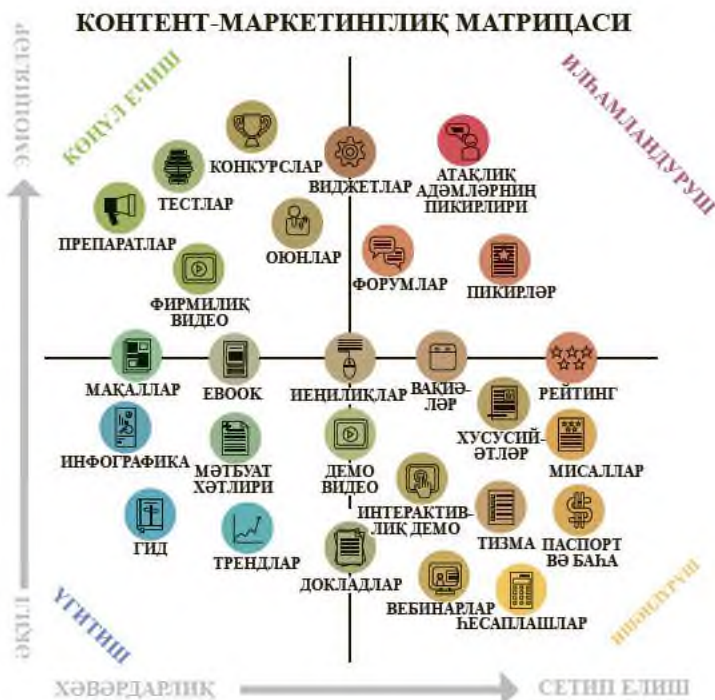 КОНТЕНТ-МАРКЕТИНГЛИҚ МАТРИЦАСИ
ЭМОЦИЯЛӘР
КӨҢҮЛ ЕЧИШ
ИЛҺАМЛАНДУРУШ
КОНКУРСЛАР
ВИДЖЕТЛАР
АТАҚЛИҚ
АДӘМЛӘРНИҢ
ПИКИРЛИРИ
ТЕСТЛАР
ПРЕПАРАТЛАР
ОЮНЛАР
ФОРУМЛАР
ПИКИРЛӘР
ФИРМИЛИҚ
ВИДЕО
МАҚАЛЛАР
EBOOK
ИЕҢИЛИҚЛАР
ВАҚИӘ-
ЛӘР
РЕЙТИНГ
ИНФОГРАФИКА
МӘТБУАТ
ХӘТЛИРИ
ДЕМО
ВИДЕО
ХУСУСИЙ-
ӘТЛӘР
МИСАЛЛАР
ИНТЕРАКТИВ-
ЛИҚ ДЕМО
ГИД
ТРЕНДЛАР
ДОКЛАДЛАР
ТИЗМА
ПАСПОРТ
ВӘ БАҺА
ВЕБИНАРЛАР
ҺЕСАПЛАШЛАР
ӘҚИЛ
ҮГИТИШ
ИШӘНДҮРҮШ
ХӘВӘРДАРЛИҚ
СЕТИП ЕЛИШ